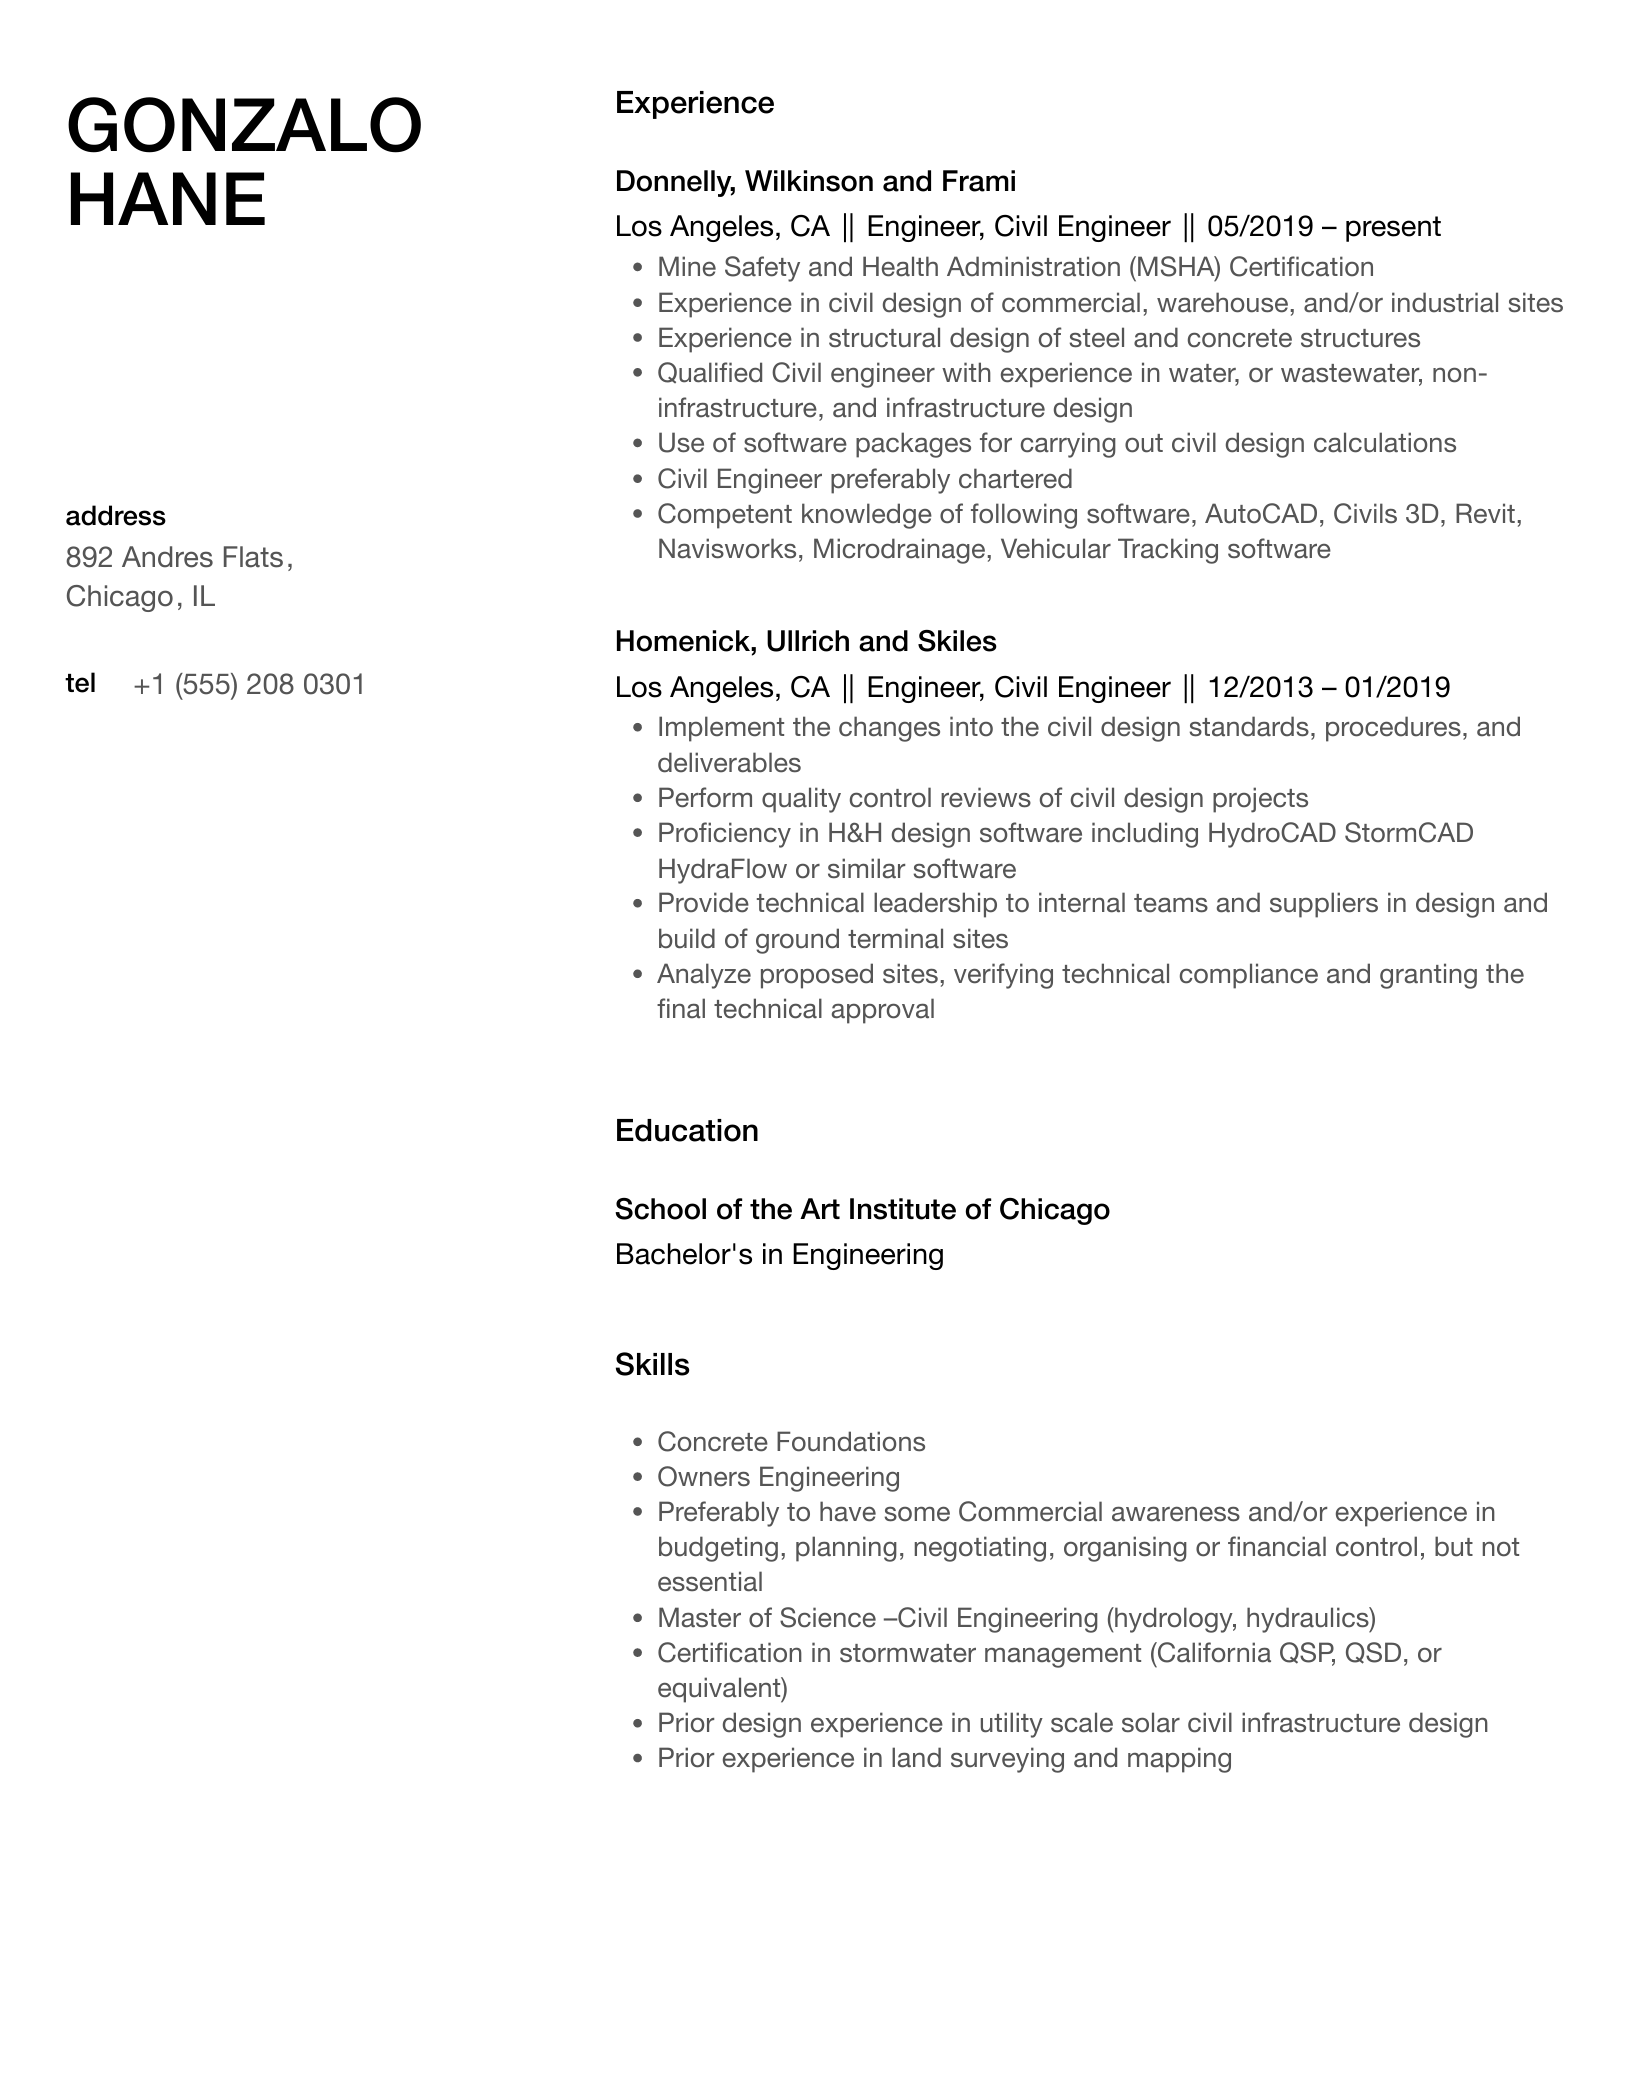 GONZALO
HANE
address
892 Andres Flats,
Chicago, IL
tel +1 (555) 208 0301
Experience
Donnelly, Wilkinson and Frami
Los Angeles, CA || Engineer, Civil Engineer || 05/2019 – present
• Mine Safety and Health Administration (MSHA) Certification
• Experience in civil design of commercial, warehouse, and/or industrial sites
• Experience in structural design of steel and concrete structures
• Qualified Civil engineer with experience in water, or wastewater, non-
infrastructure, and infrastructure design
• Use of software packages for carrying out civil design calculations
• Civil Engineer preferably chartered
• Competent knowledge of following software, AutoCAD, Civils 3D, Revit,
Navisworks, Microdrainage, Vehicular Tracking software
Homenick, Ullrich and Skiles
Los Angeles, CA || Engineer, Civil Engineer || 12/2013 – 01/2019
• Implement the changes into the civil design standards, procedures, and
deliverables
• Perform quality control reviews of civil design projects
• Proficiency in H&H design software including HydroCAD StormCAD
HydraFlow or similar software
• Provide technical leadership to internal teams and suppliers in design and
build of ground terminal sites
• Analyze proposed sites, verifying technical compliance and granting the
final technical approval
Education
School of the Art Institute of Chicago
Bachelor's in Engineering
Skills
• Concrete Foundations
• Owners Engineering
• Preferably to have some Commercial awareness and/or experience in
budgeting, planning, negotiating, organising or financial control, but not
essential
• Master of Science –Civil Engineering (hydrology, hydraulics)
• Certification in stormwater management (California QSP, QSD, or
equivalent)
• Prior design experience in utility scale solar civil infrastructure design
• Prior experience in land surveying and mapping